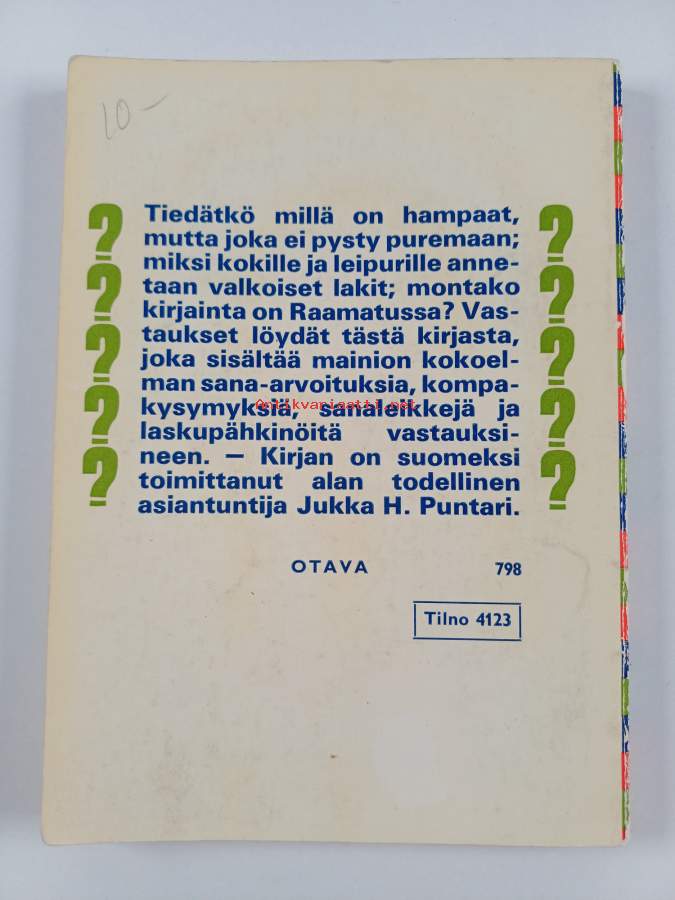 10-
Tiedätkö millä on hampaat,
mutta joka ei pysty puremaan;
miksi kokille ja leipurille anne-
taan valkoiset lakit; montako
kirjainta on Raamatussa? Vas-
taukset löydät tästä kirjasta,
joka sisältää mainion kokoel-
man sana-arvoituksia, kompa-
kysymyksiä, sanaleikkejä ja
Antikvariaatti.net
laskupähkinöitä vastauksi-
neen. — Kirjan on suomeksi
toimittanut alan todellinen
asiantuntija Jukka H. Puntari.
? ?
? ?
? ?
? ?
? ?
OTAVA 798
Tilno 4123